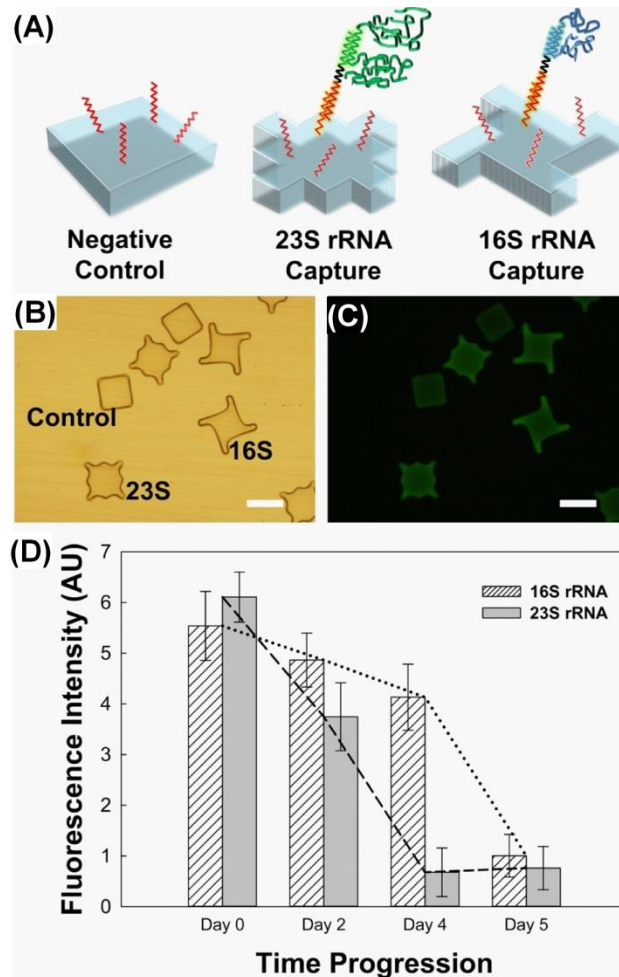 (A)
Negative
Control
23S rRNA
Capture
16S rRNA
Capture
(B)
Control
16S
23S
(C)
(D)
Fluorescence Intensity (AU)
7
6
5
4
3
2
1
0
16S rRNA
23S rRNA
Day 0 Day 2 Day 4 Day 5
Time Progression